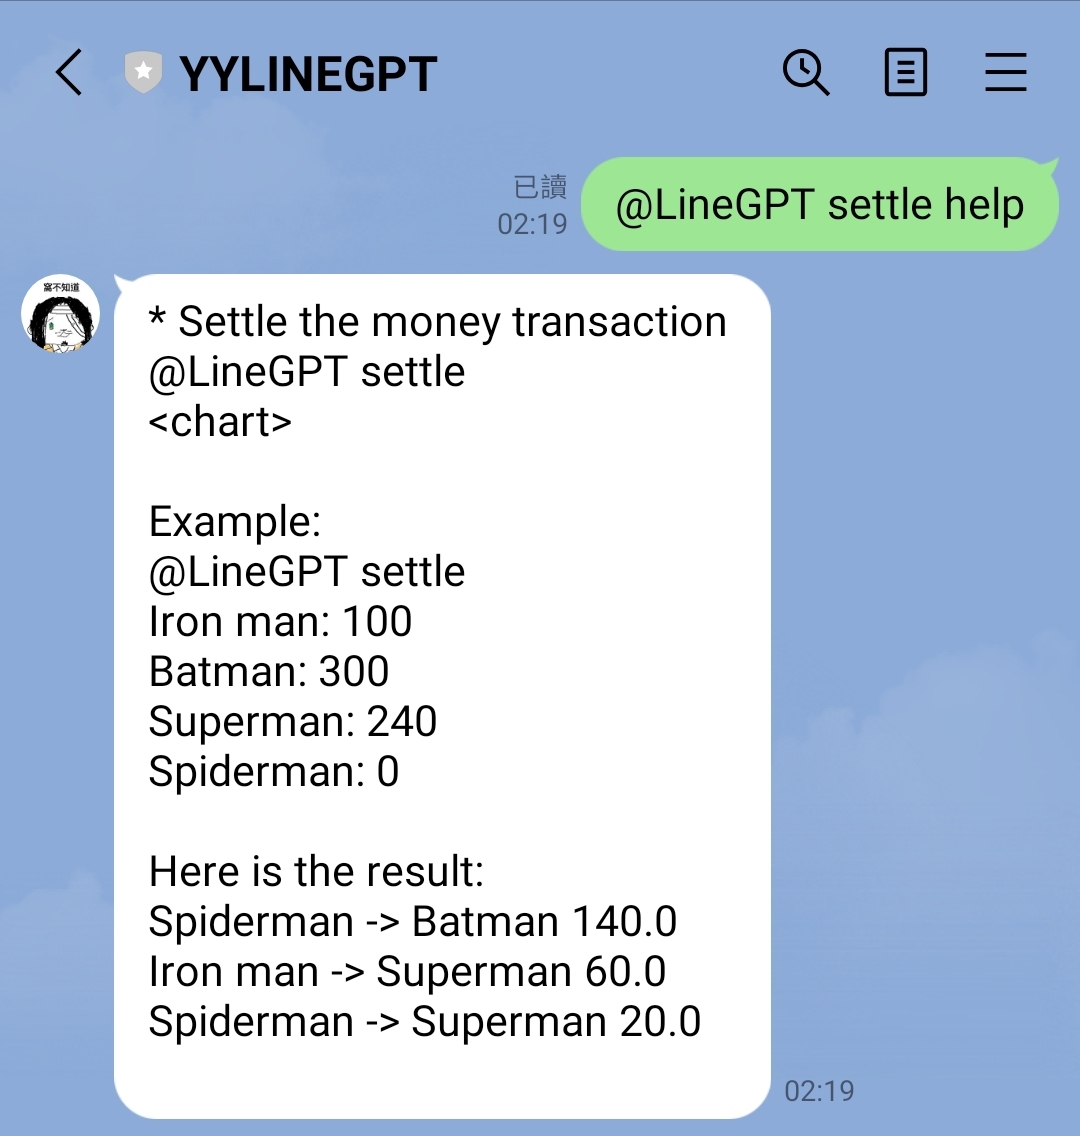 YYLINEGPT
已讀
02:19
@LineGPT settle help
窩不知道
* Settle the money transaction
@LineGPT settle
<chart>
Example:
@LineGPT settle
Iron man: 100
Batman: 300
Superman: 240
Spiderman: 0
Here is the result:
Spiderman -> Batman 140.0
Iron man -> Superman 60.0
Spiderman -> Superman 20.0
02:19